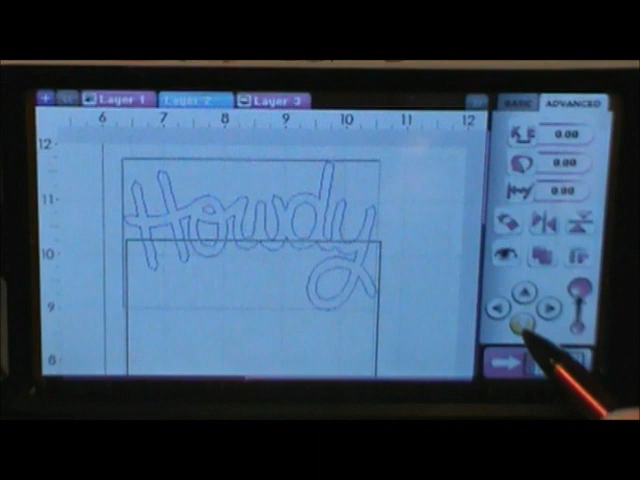 Layer 1 Layer 2 Layer 3
BASIC ADVANCED
6 7 8 9 10 11 12
12
11
10
9
8
0.00
0.00
0.00
Howdy